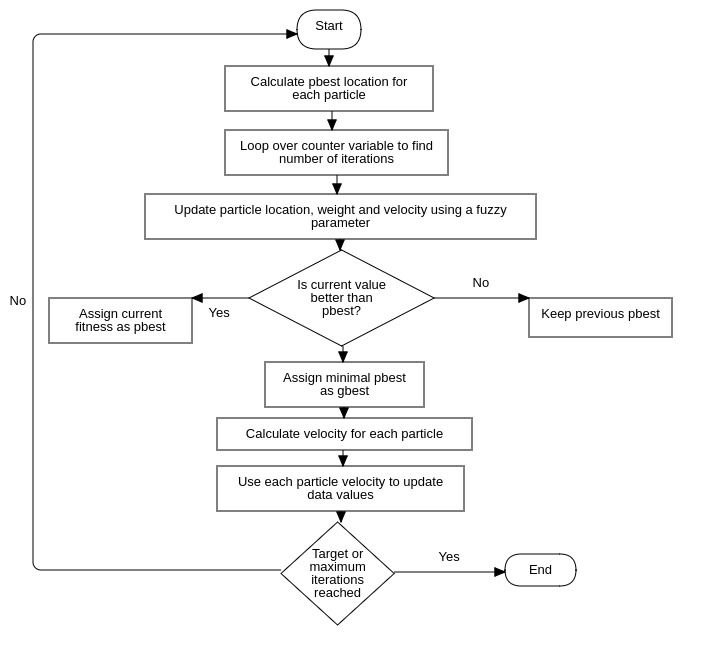 Start
Calculate pbest location for
each particle
Loop over counter variable to find
number of iterations
Update particle location, weight and velocity using a fuzzy
parameter
Is current value
better than
pbest?
No
No
Yes
Assign current
fitness as pbest
Keep previous pbest
Assign minimal pbest
as gbest
Calculate velocity for each particle
Use each particle velocity to update
data values
Target or
maximum
iterations
reached
Yes
End